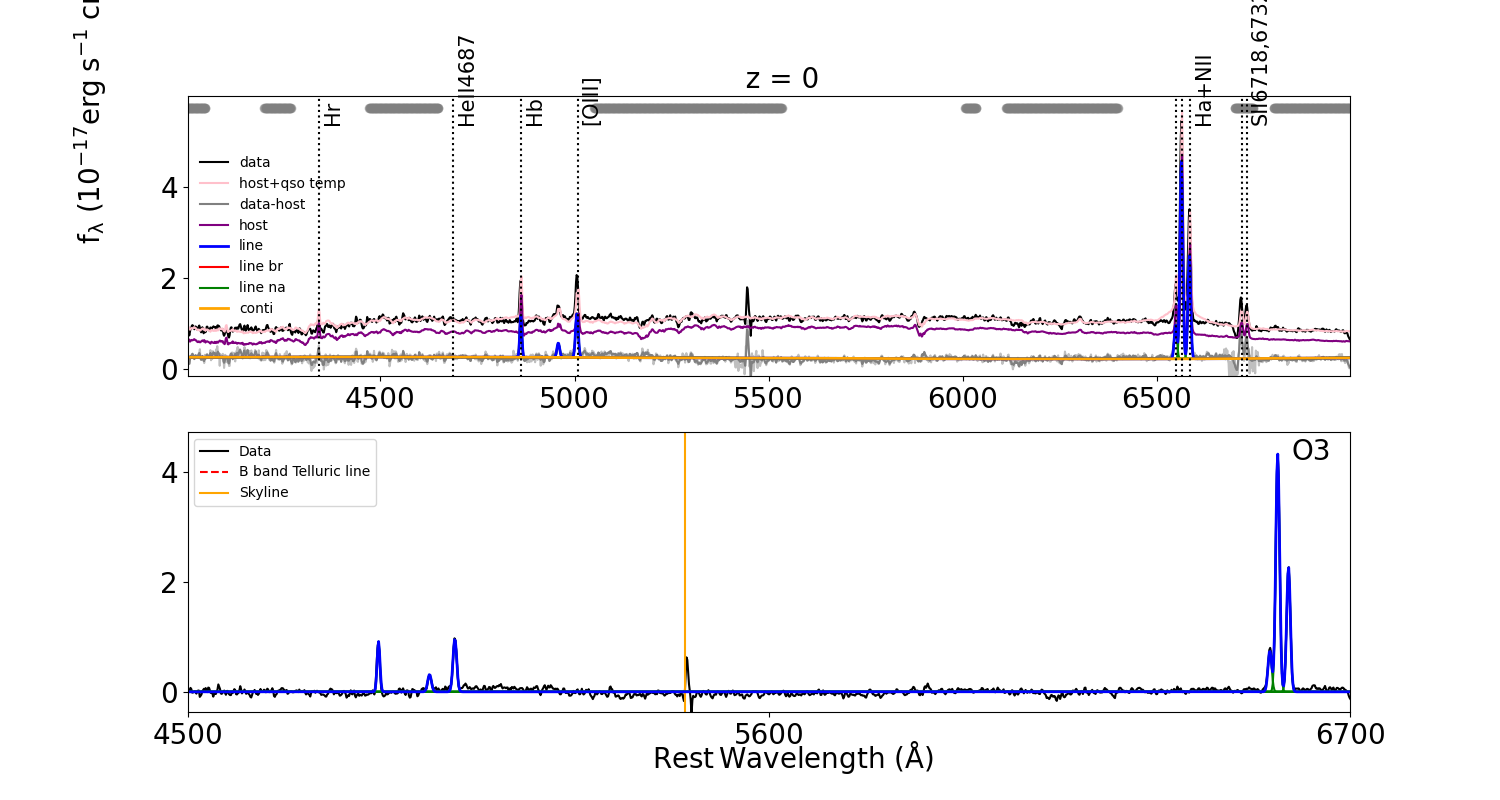 z = 0
f_λ (10^−17 erg s^−1
Hr
HeII4687
Hb
[OIII]
Ha+NII
SII6718,673
data
host+qso temp
data-host
host
line
line br
line na
conti
4
2
0
4500
5000
5500
6000
6500
O3
Data
B band Telluric line
Skyline
4
2
0
4500
5600
6700
Rest Wavelength (Å)